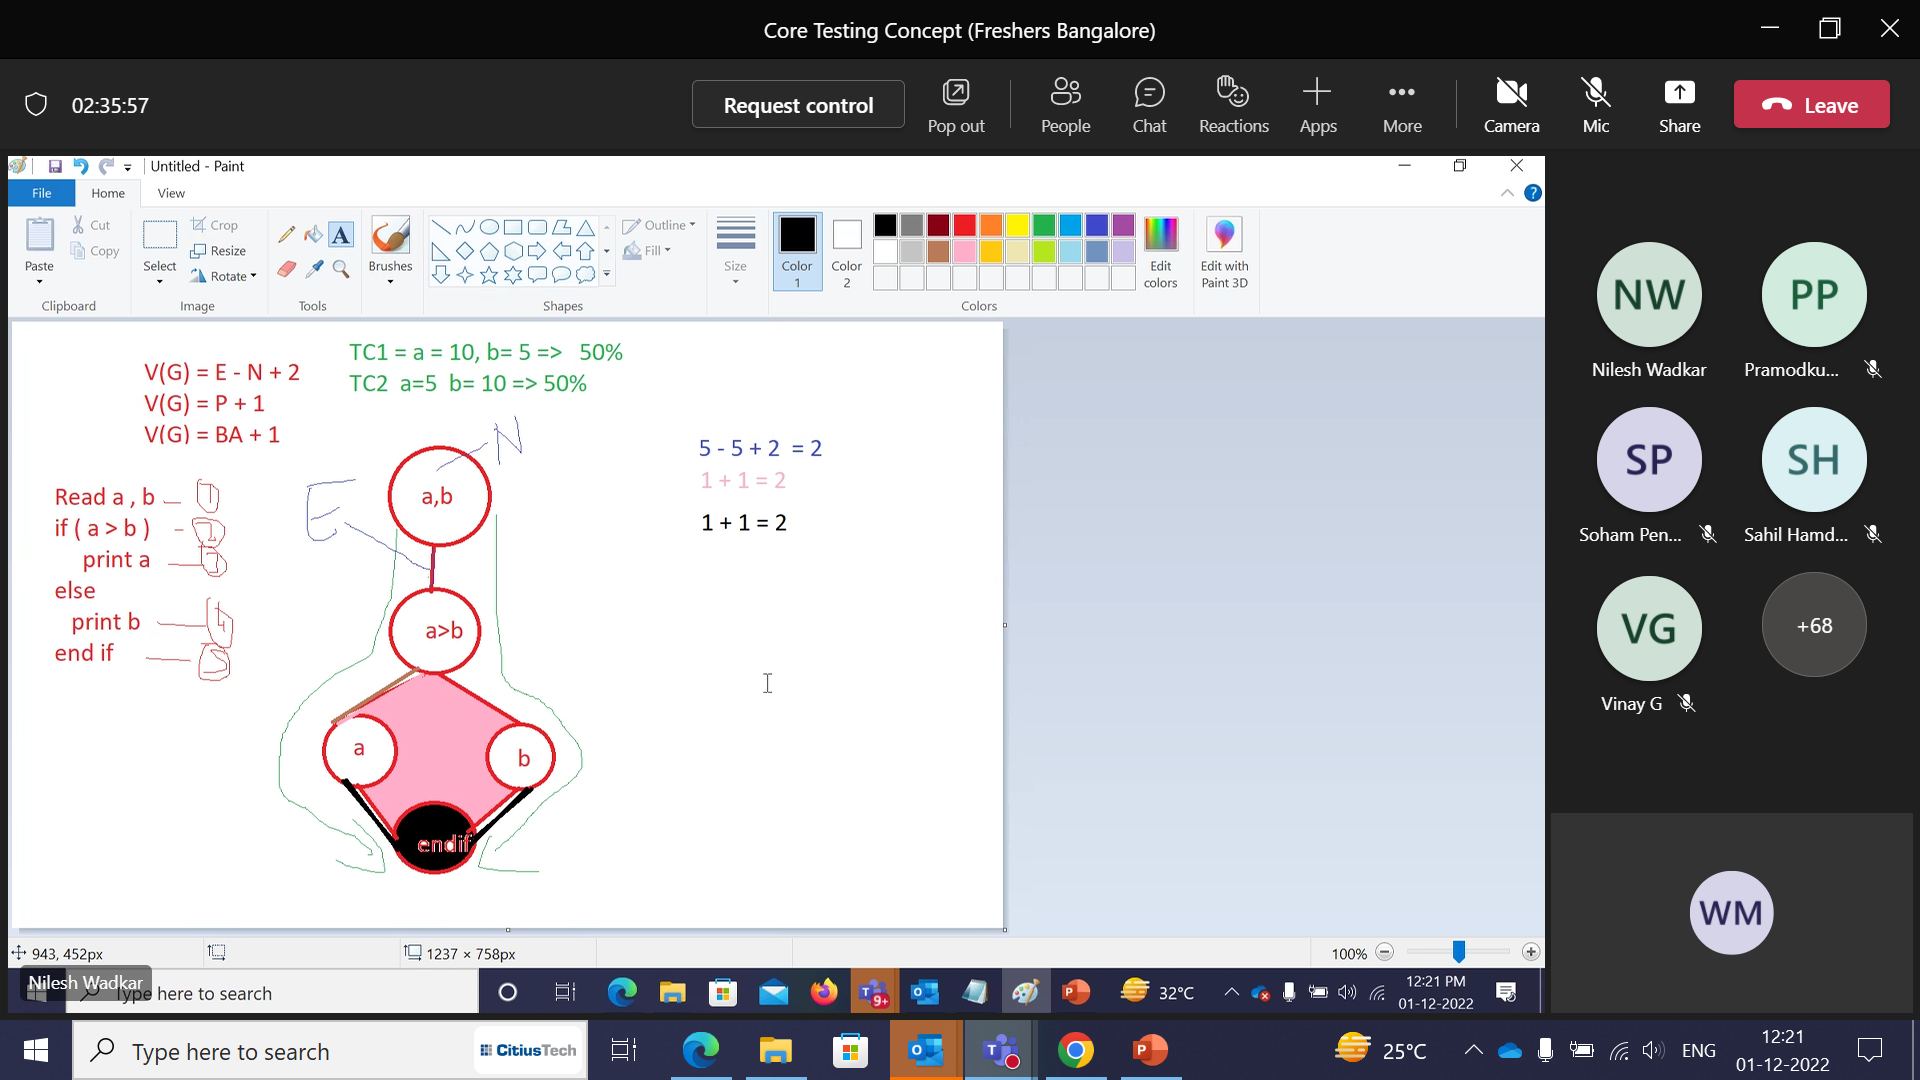 Core Testing Concept (Freshers Bangalore)
02:35:57
Request control
Pop out
People
Chat
Reactions
Apps
More
Camera
Mic
Share
Leave
Untitled - Paint
File
Home
View
Paste
Cut
Copy
Clipboard
Select
Crop
Resize
Rotate
Image
A
Tools
Brushes
Outline
Fill
Shapes
Size
Color 1
Color 2
Edit colors
Colors
Edit with Paint 3D
V(G) = E - N + 2
V(G) = P + 1
V(G) = BA + 1
TC1 = a = 10, b= 5 => 50%
TC2 a=5 b= 10 => 50%
5 - 5 + 2 = 2
1 + 1 = 2
1 + 1 = 2
Read a , b 1
if ( a > b ) 2
print a 3
else
print b 4
end if 5
N
E
a,b
a>b
a
b
endif
NW
Nilesh Wadkar
PP
Pramodku...
SP
Soham Pen...
SH
Sahil Hamd...
VG
Vinay G
+68
WM
943, 452px
1237 × 758px
100%
Nilesh Wadkar
Type here to search
9+
32°C
12:21 PM
01-12-2022
Type here to search
CitiusTech
25°C
ENG
12:21
01-12-2022